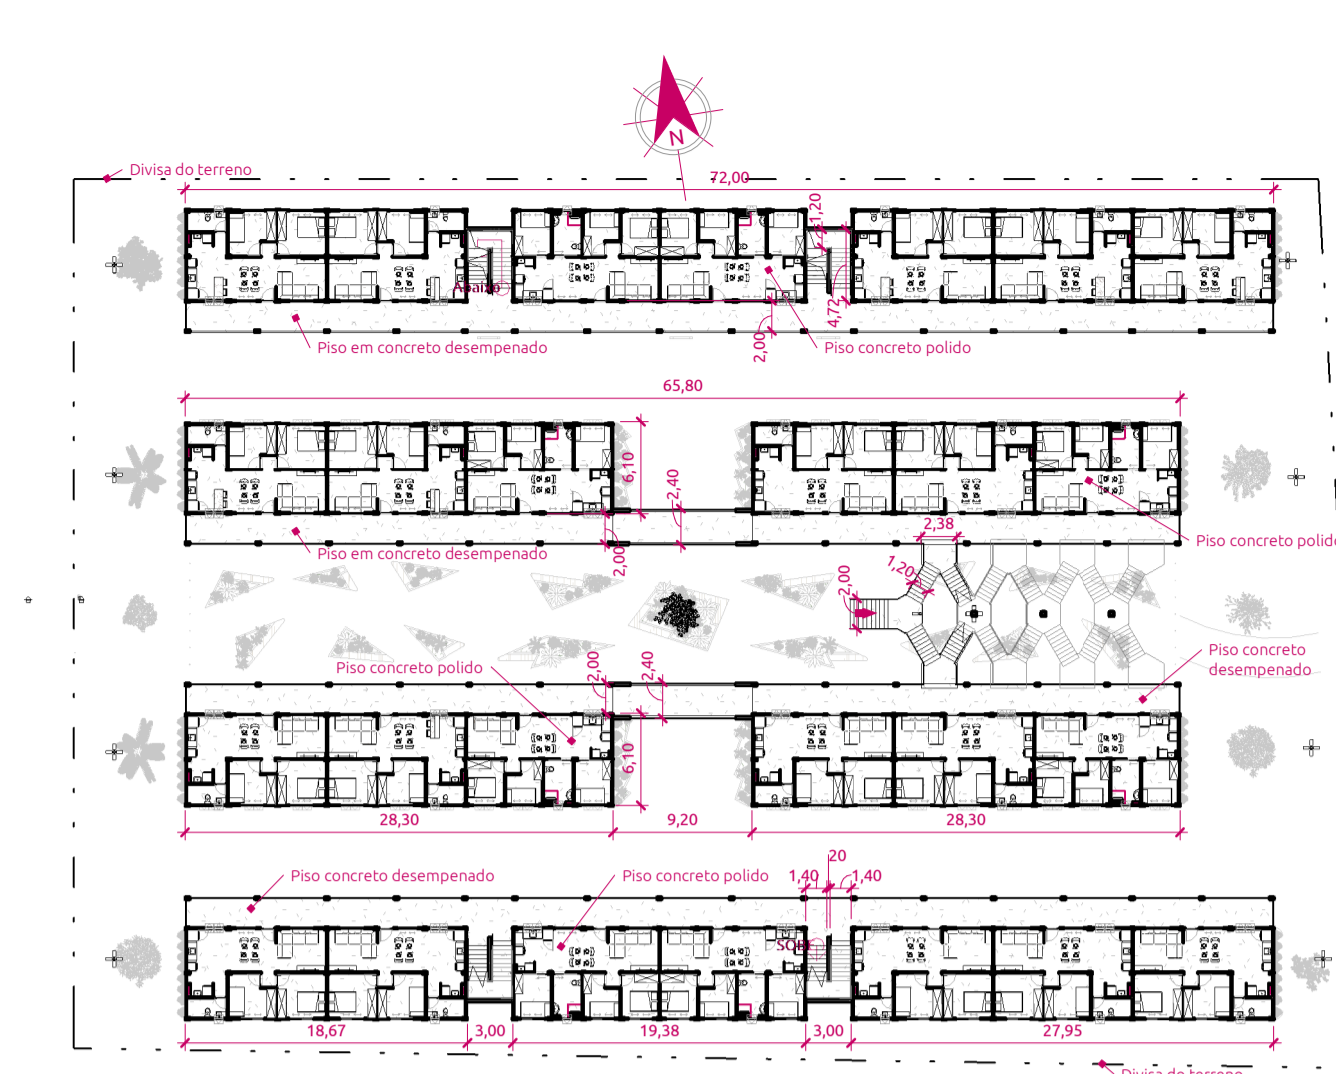 N
Divisa do terreno
72,00
1,20
Abaixo
4,72
2,00
Piso em concreto desempenado
Piso concreto polido
65,80
6,10
2,40
2,38
Piso em concreto desempenado
2,00
Piso concreto polido
1,20
2,00
Piso concreto
desempenado
Piso concreto polido
2,00
2,40
6,10
28,30
9,20
28,30
20
1,40
1,40
Piso concreto desempenado
Piso concreto polido
18,67
3,00
19,38
3,00
27,95
Divisa do terreno